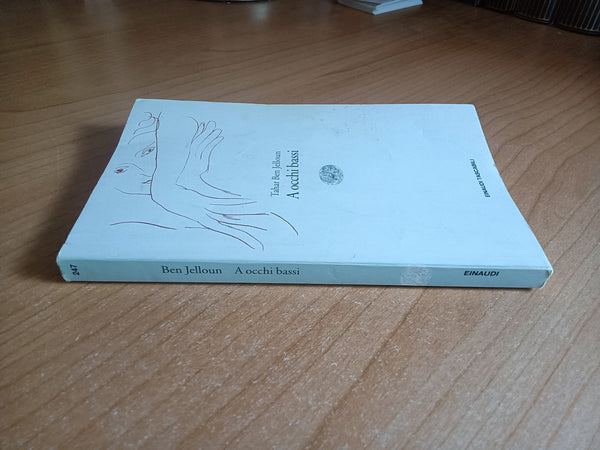 Tahar Ben Jelloun
A occhi bassi
EINAUDI TASCABILI
247
Ben Jelloun A occhi bassi
EINAUDI